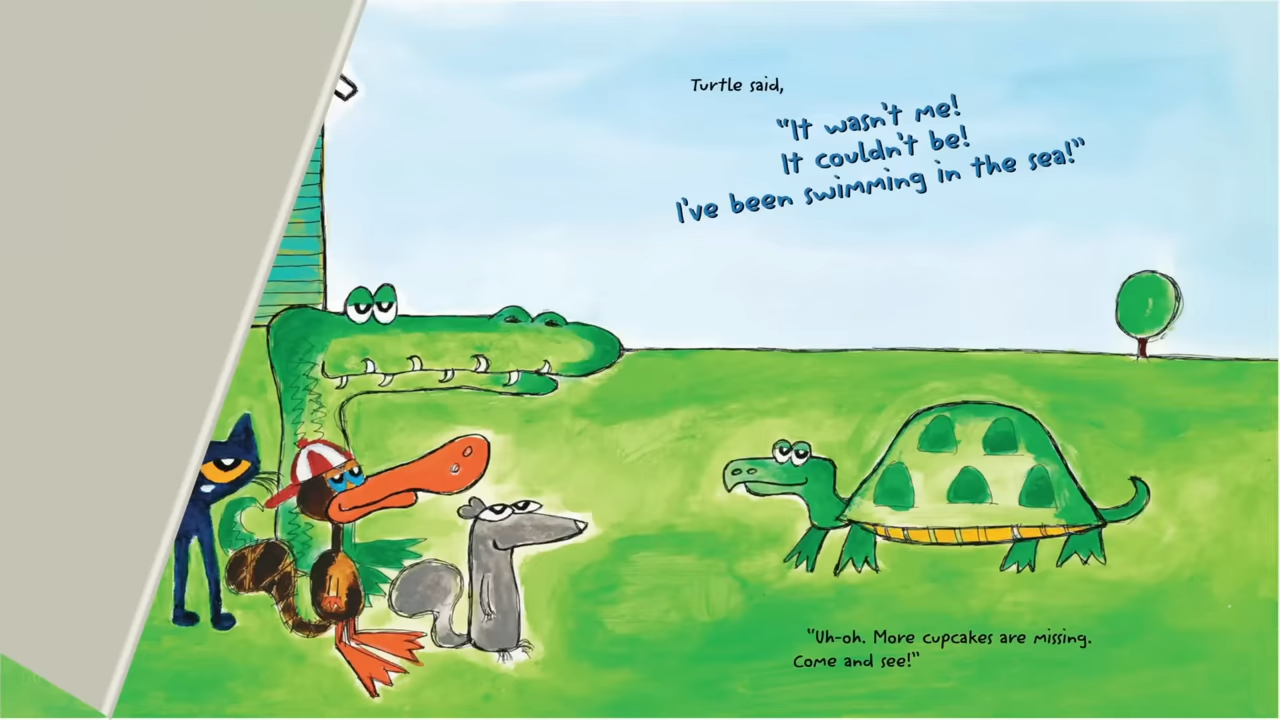 Turtle said,
"It wasn't me!
It couldn't be!
I've been swimming in the sea!"
"Uh-oh. More cupcakes are missing.
Come and see!"